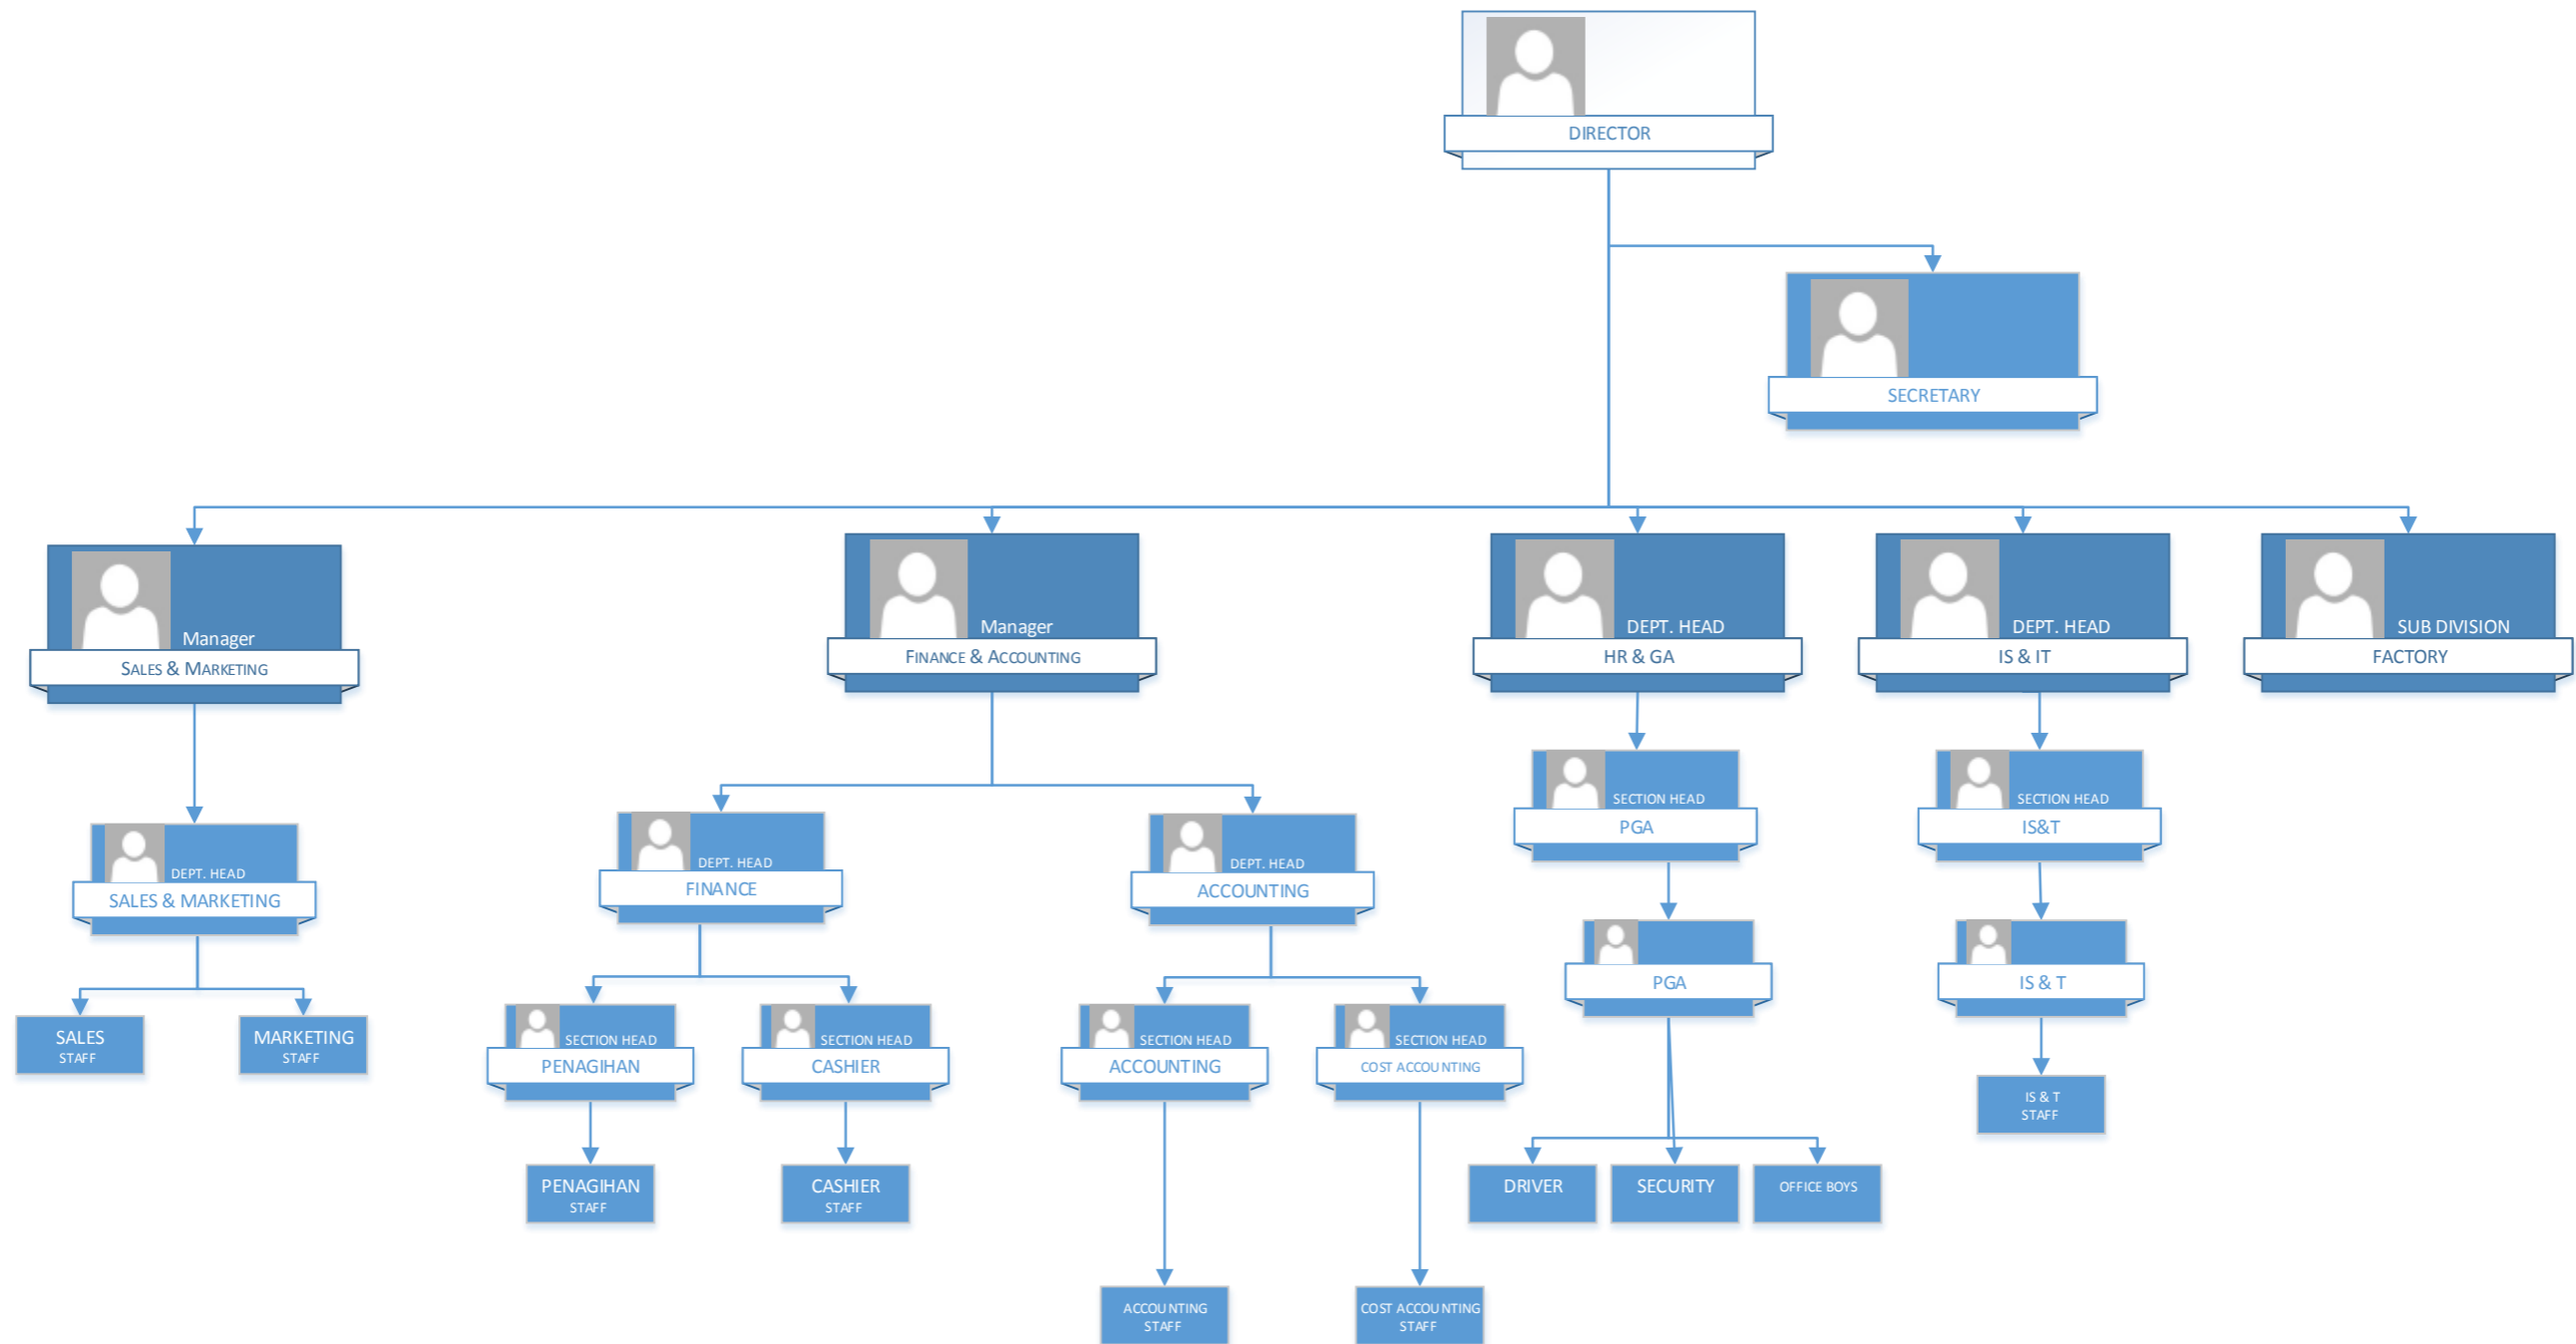 DIRECTOR
SECRETARY
Manager
SALES & MARKETING
Manager
FINANCE & ACCOUNTING
DEPT. HEAD
HR & GA
DEPT. HEAD
IS & IT
SUB DIVISION
FACTORY
DEPT. HEAD
SALES & MARKETING
DEPT. HEAD
FINANCE
DEPT. HEAD
ACCOUNTING
SECTION HEAD
PGA
SECTION HEAD
IS&T
SALES
STAFF
MARKETING
STAFF
SECTION HEAD
PENAGIHAN
SECTION HEAD
CASHIER
SECTION HEAD
ACCOUNTING
SECTION HEAD
COST ACCOUNTING
PGA
IS & T
PENAGIHAN
STAFF
CASHIER
STAFF
DRIVER
SECURITY
OFFICE BOYS
IS & T
STAFF
ACCOUNTING
STAFF
COST ACCOUNTING
STAFF